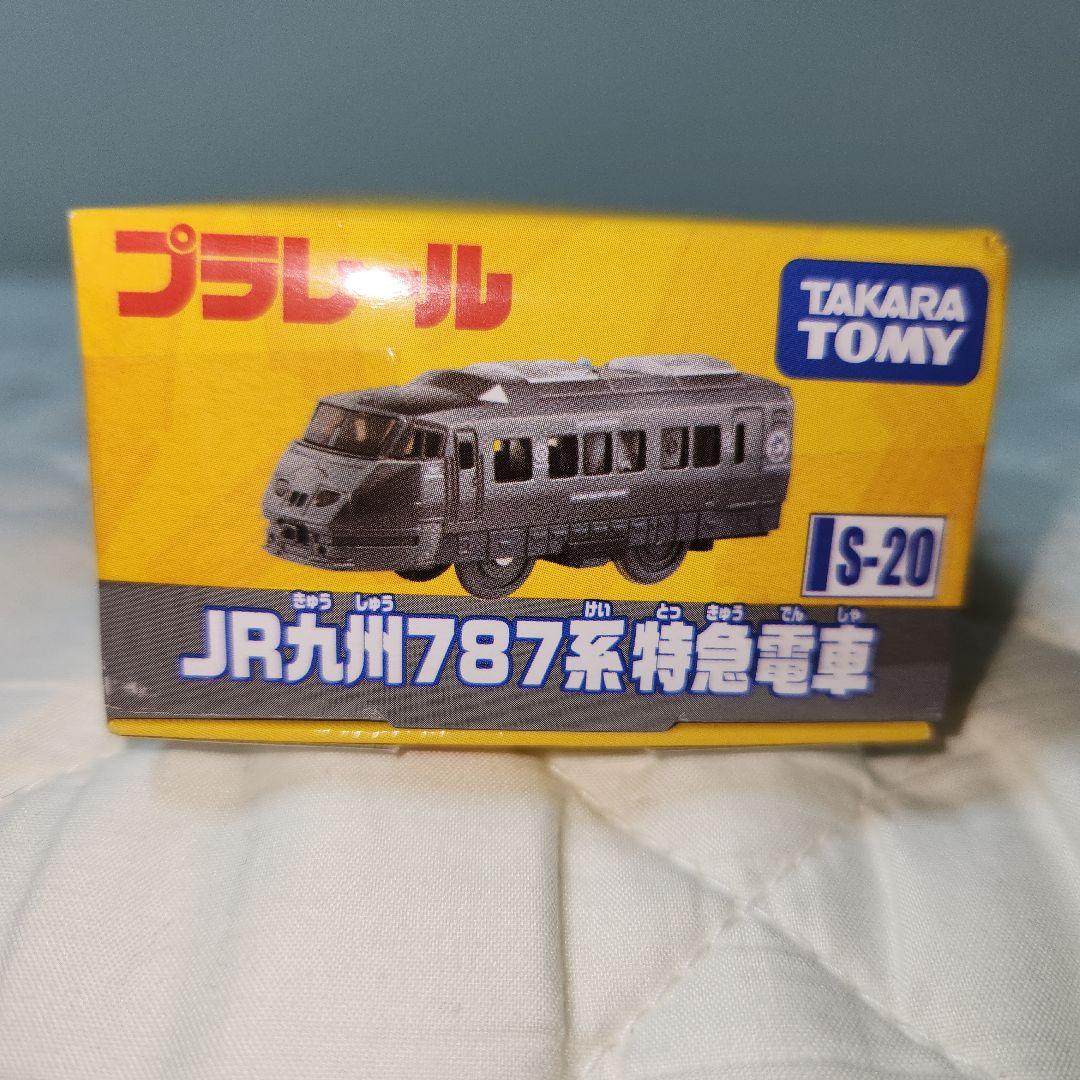 プラレール
TAKARA
TOMY
S-20
きゅう しゅう けい とっ きゅう でん しゃ
JR九州787系特急電車